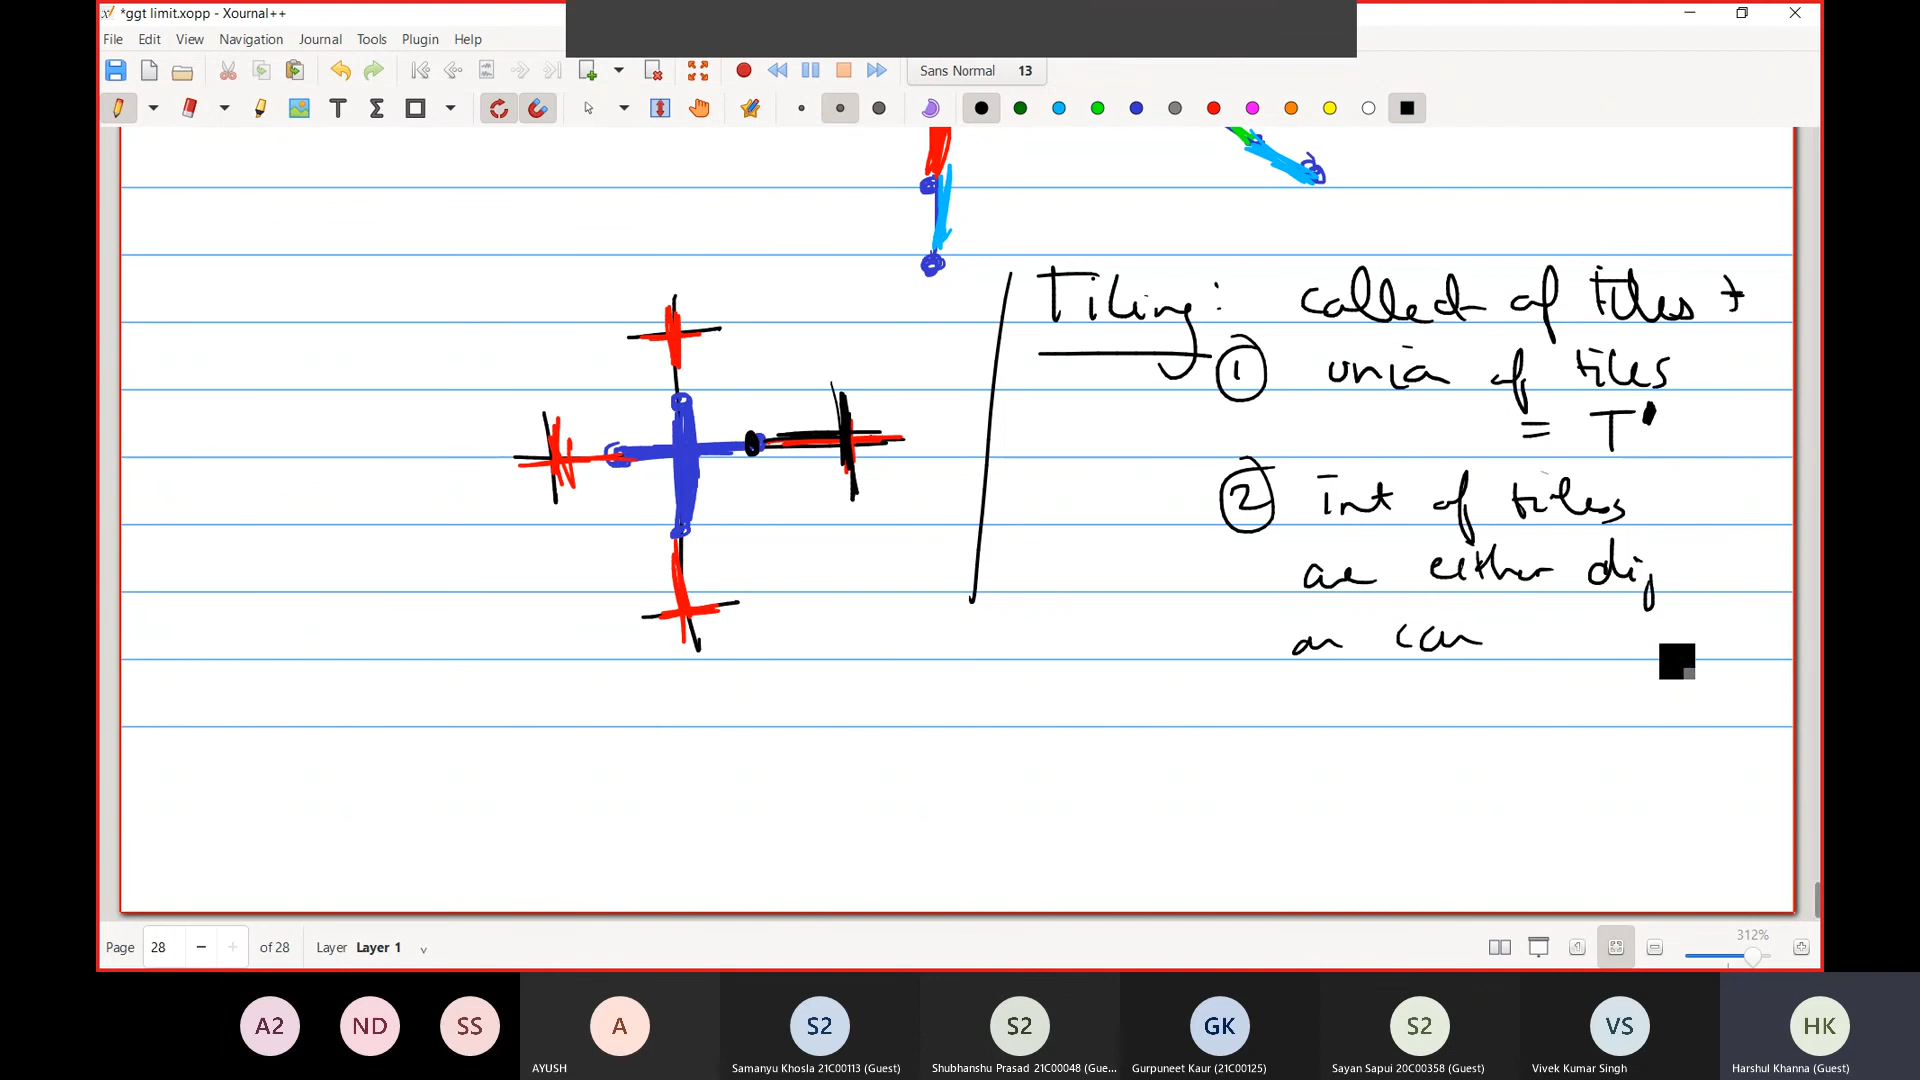 *ggt limit.xopp - Xournal++
File Edit View Navigation Journal Tools Plugin Help
Sans Normal 13
Tiling: collect of tiles
① union of tiles
= T
② int of tiles
are either disj
or
Page 28 of 28 Layer Layer 1 312%
A2 ND SS A S2 S2 GK S2 VS HK
AYUSH Samanyu Khosla 21C00113 (Guest) Shubhanshu Prasad 21C00048 (Gue... Gurpuneet Kaur (21C00125) Sayan Sapui 20C00358 (Guest) Vivek Kumar Singh Harshul Khanna (Guest)